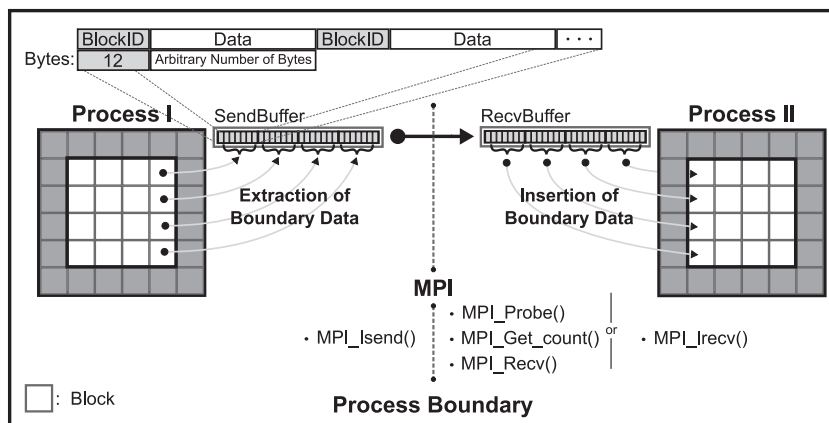 BlockID Data BlockID Data · · ·
Bytes: 12 Arbitrary Number of Bytes
Process I SendBuffer RecvBuffer Process II
Extraction of
Boundary Data
Insertion of
Boundary Data
MPI
· MPI_Isend()
· MPI_Probe()
· MPI_Get_count()
· MPI_Recv()
or
· MPI_Irecv()
Process Boundary
: Block